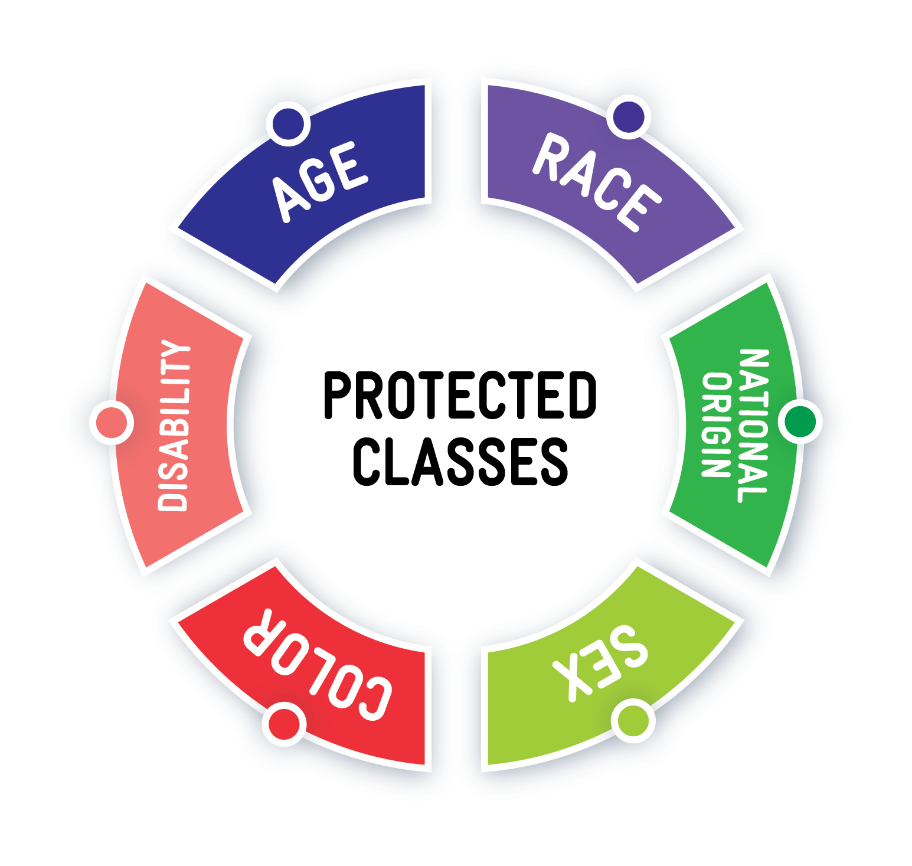 AGE
RACE
NATIONAL
ORIGIN
SEX
COLOR
DISABILITY
PROTECTED
CLASSES